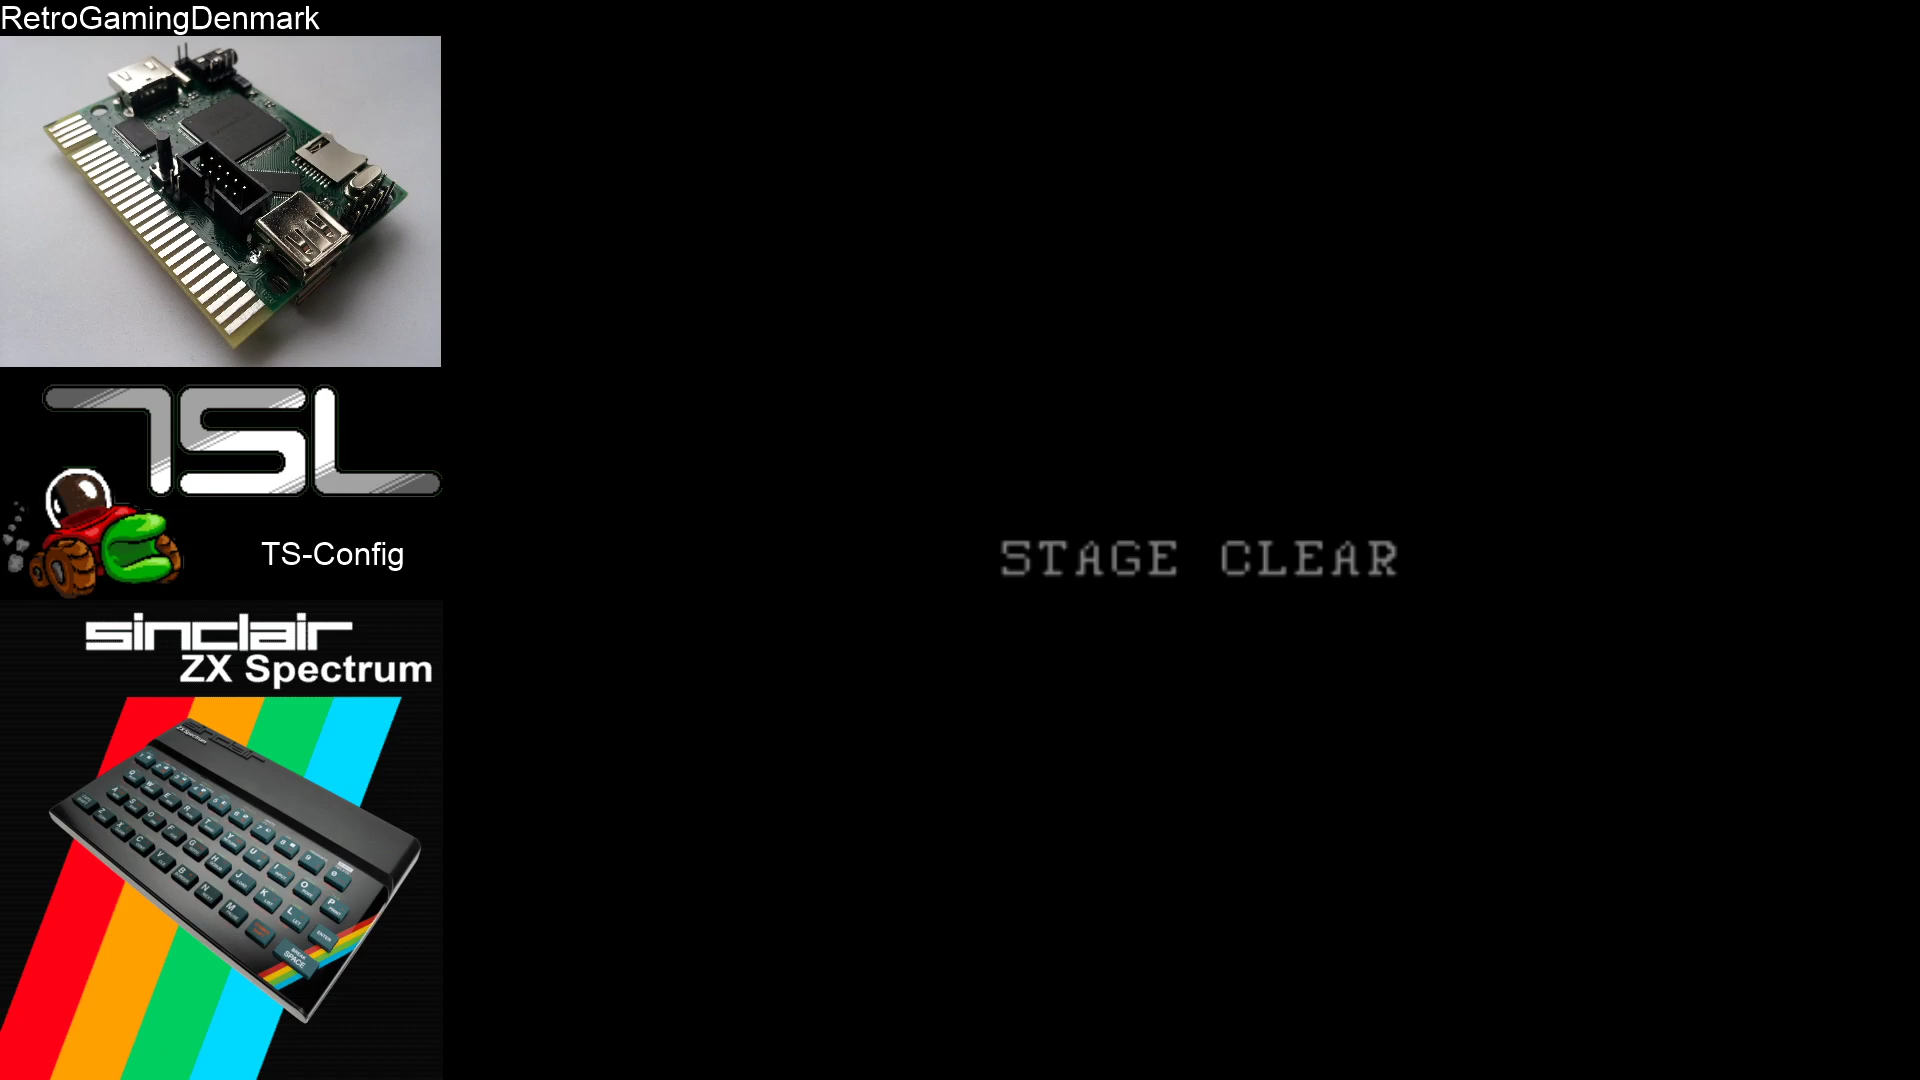 RetroGamingDenmark
TSL
TS-Config
sinclair
ZX Spectrum
STAGE CLEAR